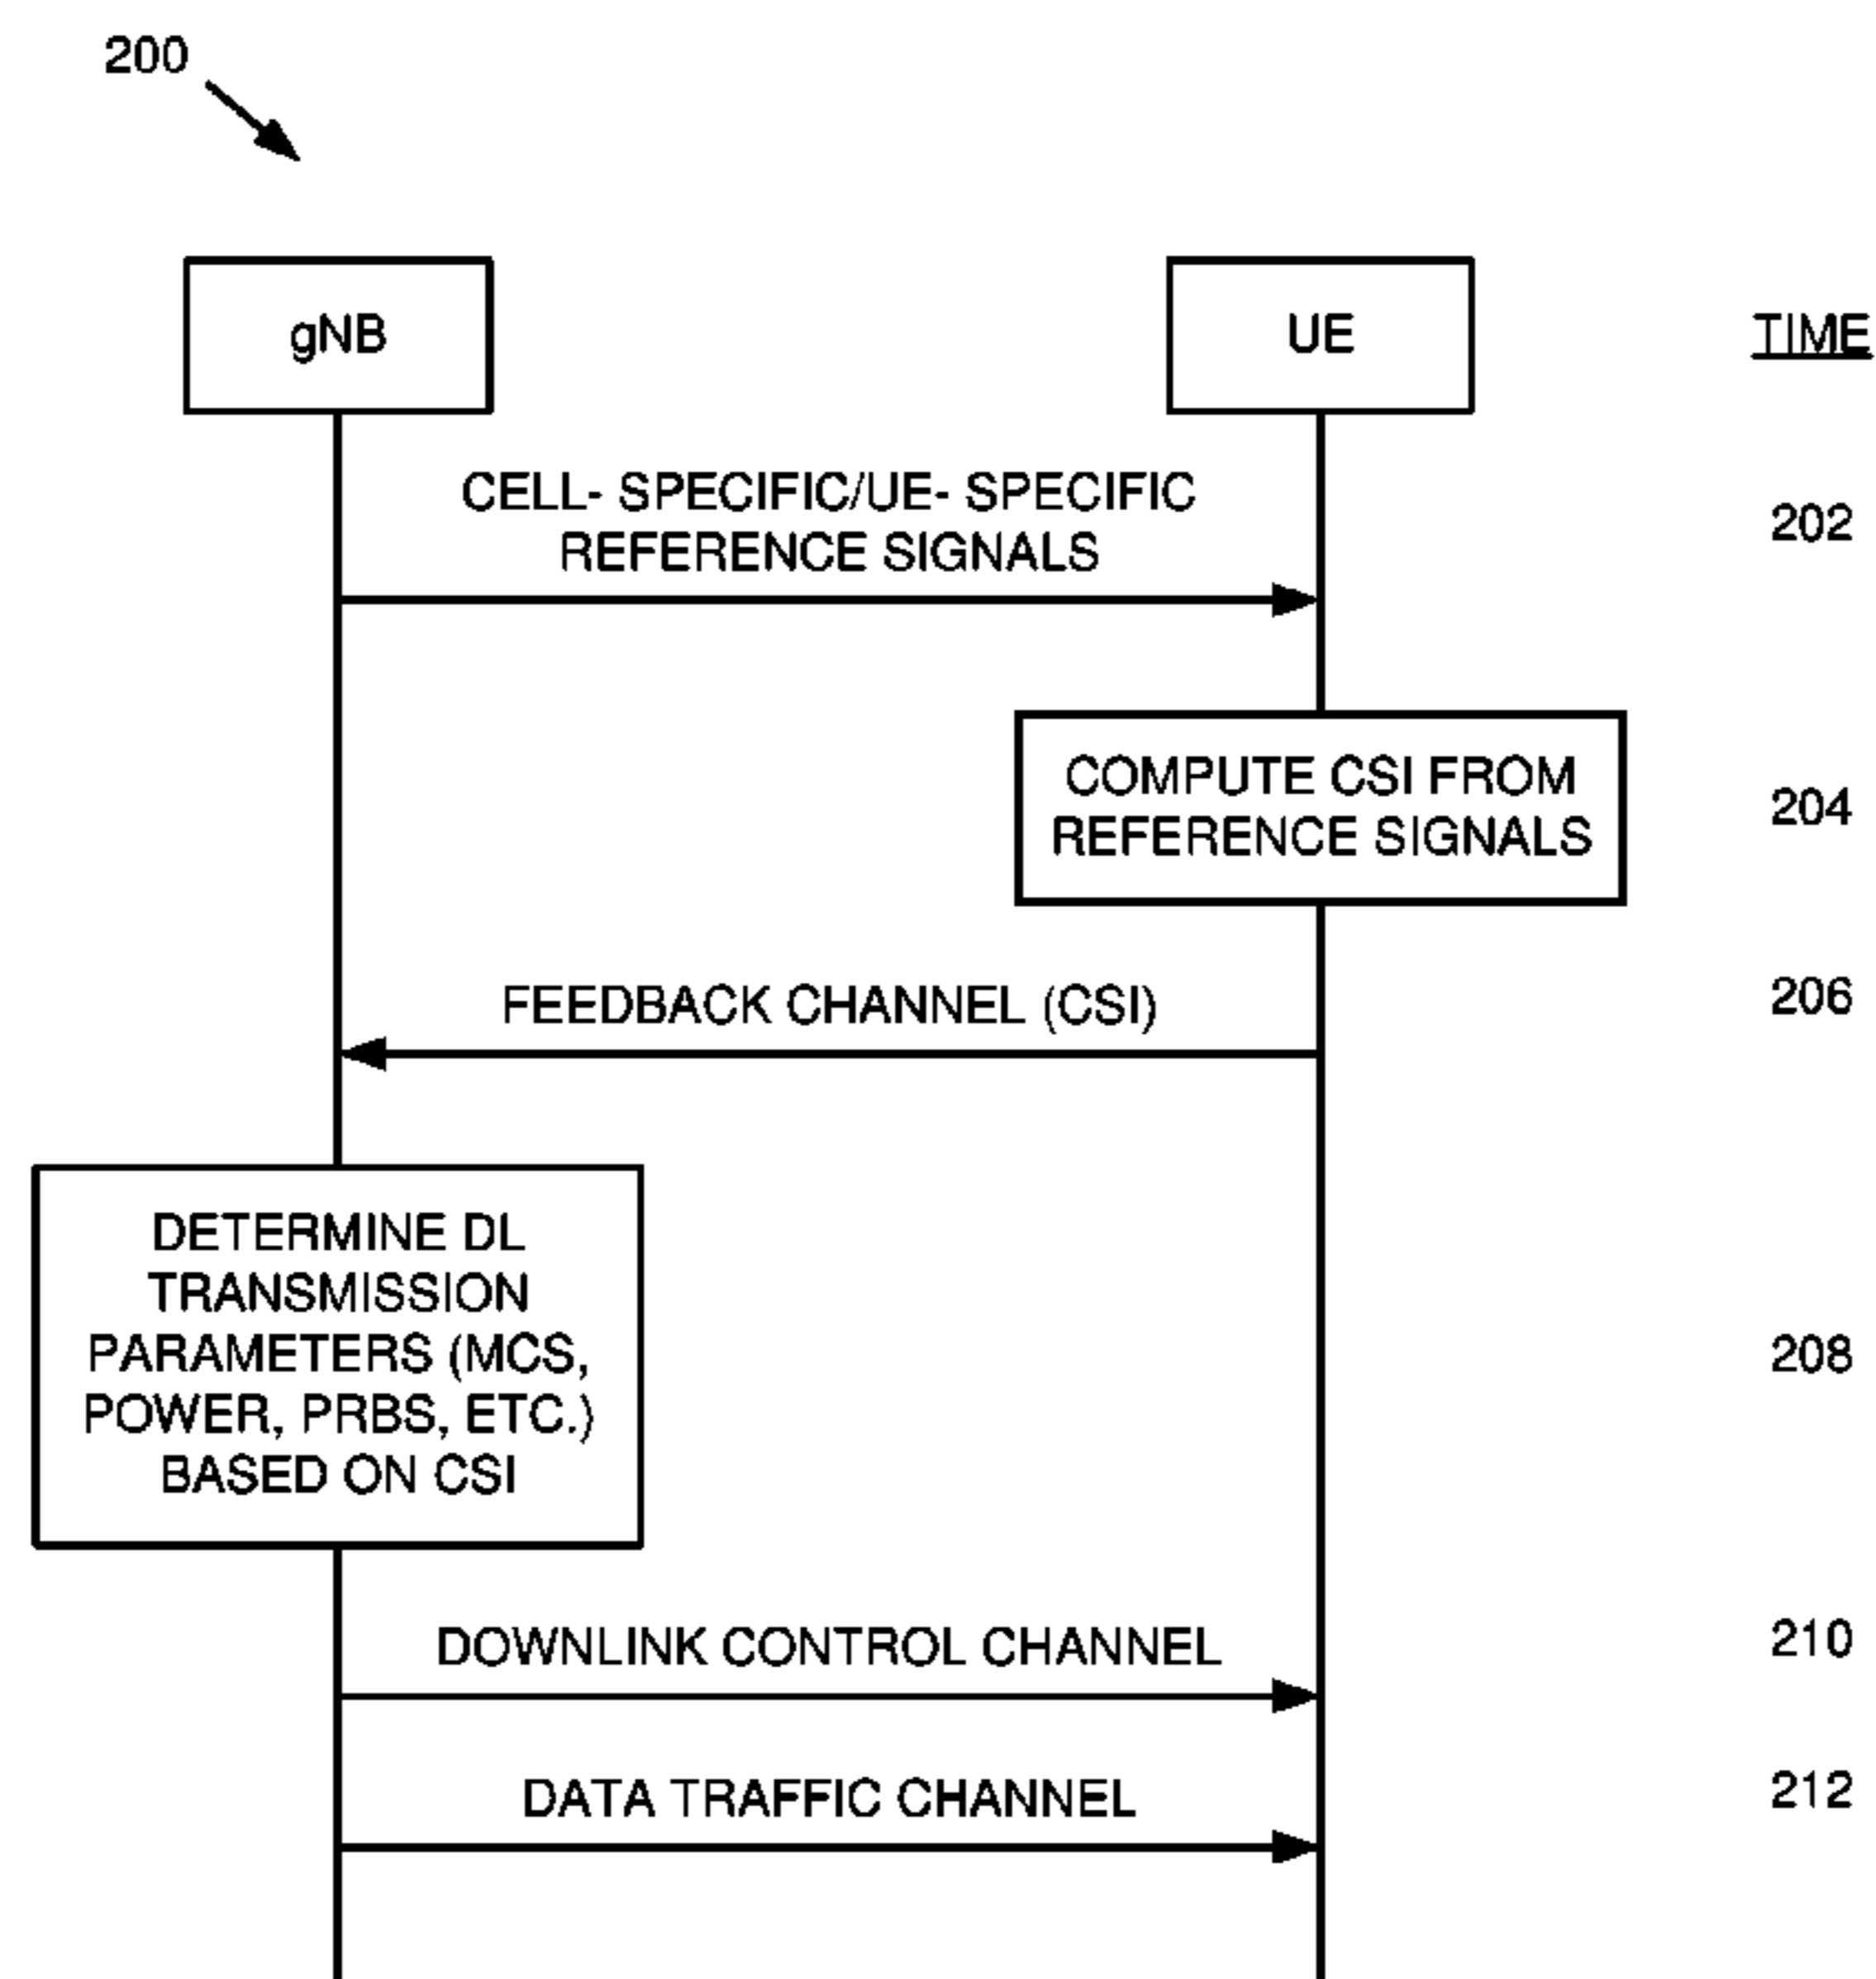 200
gNB
UE
TIME
CELL- SPECIFIC/UE- SPECIFIC
REFERENCE SIGNALS
202
COMPUTE CSI FROM
REFERENCE SIGNALS
204
FEEDBACK CHANNEL (CSI)
206
DETERMINE DL
TRANSMISSION
PARAMETERS (MCS,
POWER, PRBS, ETC.)
BASED ON CSI
208
DOWNLINK CONTROL CHANNEL
210
DATA TRAFFIC CHANNEL
212